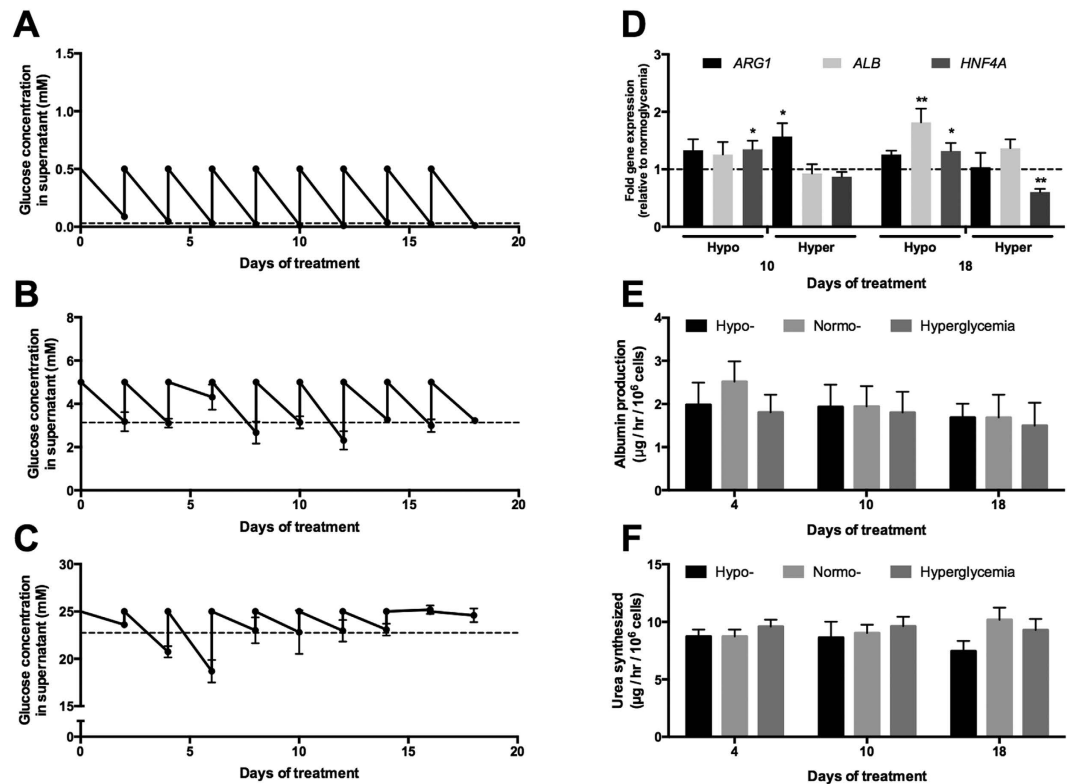 A
Glucose concentration
in supernatant (mM)
1.5
1.0
0.5
0.0
0 5 10 15 20
Days of treatment
B
Glucose concentration
in supernatant (mM)
8
6
4
2
0
0 5 10 15 20
Days of treatment
C
Glucose concentration
in supernatant (mM)
30
25
20
15
0
0 5 10 15 20
Days of treatment
D
Fold gene expression
(relative to normoglycemia)
3
2
1
0
ARG1 ALB HNF4A
* * ** * **
Hypo Hyper Hypo Hyper
10 18
Days of treatment
E
Albumin production
(µg / hr / 10⁶ cells)
4
3
2
1
0
Hypo- Normo- Hyperglycemia
4 10 18
Days of treatment
F
Urea synthesized
(µg / hr / 10⁶ cells)
15
10
5
0
Hypo- Normo- Hyperglycemia
4 10 18
Days of treatment